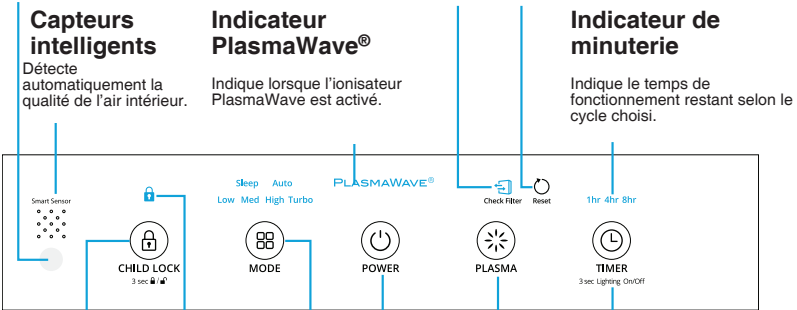 Capteurs
intelligents
Détecte
automatiquement la
qualité de l'air intérieur.
Indicateur
PlasmaWave®
Indique lorsque l'ionisateur
PlasmaWave est activé.
Indicateur de
minuterie
Indique le temps de
fonctionnement restant selon le
cycle choisi.
Smart Sensor
Sleep Auto
Low Med High Turbo
PLASMAWAVE®
Check Filter
Reset
1hr 4hr 8hr
CHILD LOCK
3 sec /
MODE
POWER
PLASMA
TIMER
3 sec Lighting On/Off